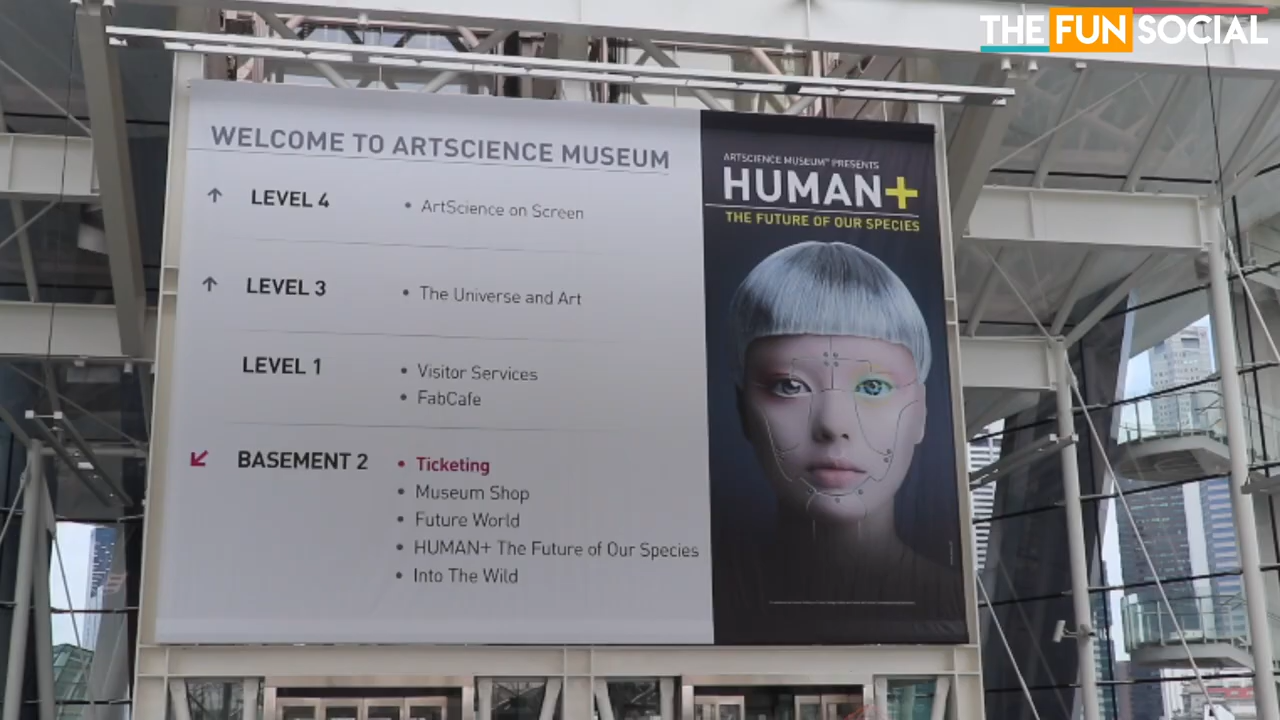 THE FUN SOCIAL
WELCOME TO ARTSCIENCE MUSEUM
↑ LEVEL 4
• ArtScience on Screen
↑ LEVEL 3
• The Universe and Art
LEVEL 1
• Visitor Services
• FabCafe
↙ BASEMENT 2
• Ticketing
• Museum Shop
• Future World
• HUMAN+ The Future of Our Species
• Into The Wild
ARTSCIENCE MUSEUM™ PRESENTS
HUMAN+
THE FUTURE OF OUR SPECIES